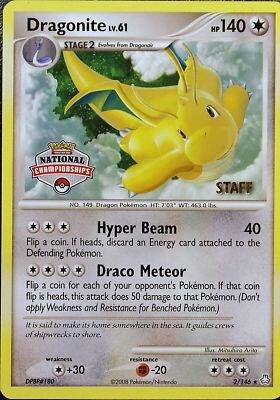 Dragonite LV.61 HP 140
STAGE 2 Evolves from Dragonair
Pokémon
NATIONAL
CHAMPIONSHIPS
STAFF
NO. 149 Dragon Pokémon HT: 7'03" WT: 463.0 lbs.
Hyper Beam 40
Flip a coin. If heads, discard an Energy card attached to the
Defending Pokémon.
Draco Meteor
Flip a coin for each of your opponent's Pokémon. If that coin
flip is heads, this attack does 50 damage to that Pokémon. (Don't
apply Weakness and Resistance for Benched Pokémon.)
It is said to make its home somewhere in the sea. It guides crews
of shipwrecks to shore.
Illus. Mitsuhiro Arita
weakness resistance retreat cost
+30 -20
DPBP#180 ©2008 Pokémon/Nintendo 2/146